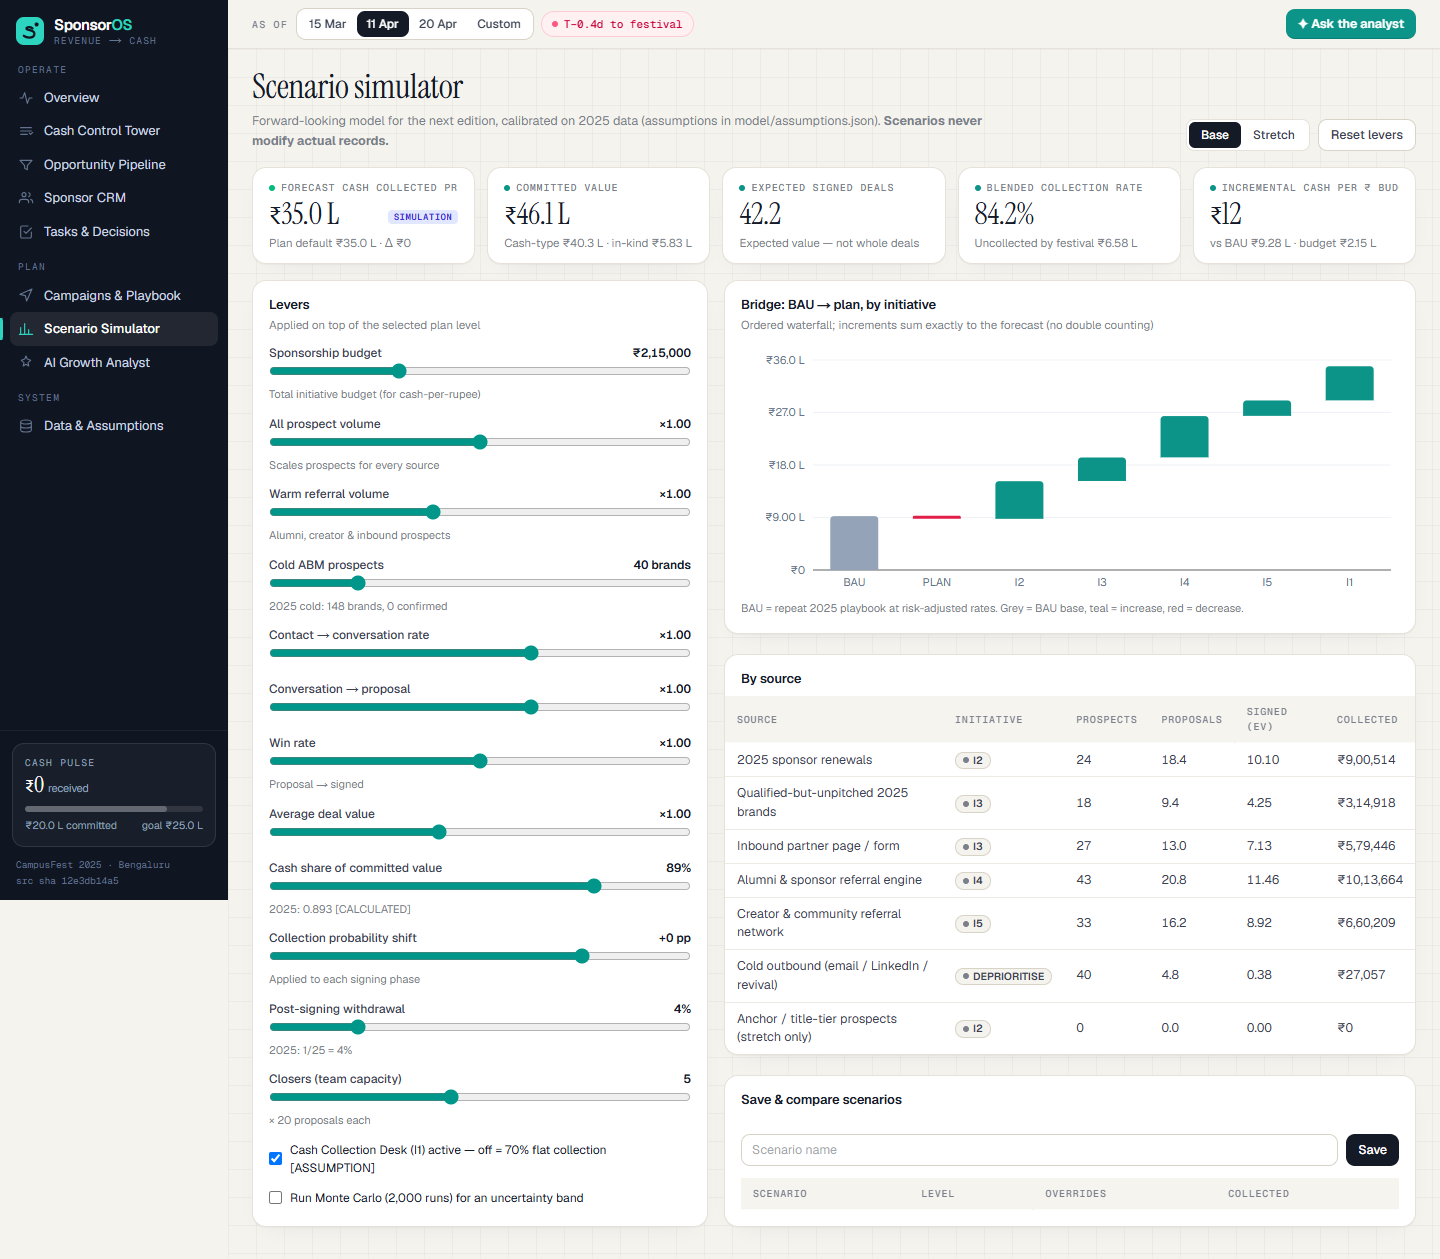 SponsorOS
REVENUE → CASH
OPERATE
Overview
Cash Control Tower
Opportunity Pipeline
Sponsor CRM
Tasks & Decisions
PLAN
Campaigns & Playbook
Scenario Simulator
AI Growth Analyst
SYSTEM
Data & Assumptions
CASH PULSE
₹0 received
₹20.0 L committed goal ₹25.0 L
CampusFest 2025 · Bengaluru
src sha 12e3db14a5
AS OF 15 Mar 11 Apr 20 Apr Custom T−0.4d to festival
✦ Ask the analyst
Scenario simulator
Forward-looking model for the next edition, calibrated on 2025 data (assumptions in model/assumptions.json). Scenarios never
modify actual records.
Base Stretch Reset levers
FORECAST CASH COLLECTED PR
₹35.0 L SIMULATION
Plan default ₹35.0 L · Δ ₹0
COMMITTED VALUE
₹46.1 L
Cash-type ₹40.3 L · in-kind ₹5.83 L
EXPECTED SIGNED DEALS
42.2
Expected value — not whole deals
BLENDED COLLECTION RATE
84.2%
Uncollected by festival ₹6.58 L
INCREMENTAL CASH PER ₹ BUD
₹12
vs BAU ₹9.28 L · budget ₹2.15 L
Levers
Applied on top of the selected plan level
Sponsorship budget ₹2,15,000
Total initiative budget (for cash-per-rupee)
All prospect volume ×1.00
Scales prospects for every source
Warm referral volume ×1.00
Alumni, creator & inbound prospects
Cold ABM prospects 40 brands
2025 cold: 148 brands, 0 confirmed
Contact → conversation rate ×1.00
Conversation → proposal ×1.00
Win rate ×1.00
Proposal → signed
Average deal value ×1.00
Cash share of committed value 89%
2025: 0.893 [CALCULATED]
Collection probability shift +0 pp
Applied to each signing phase
Post-signing withdrawal 4%
2025: 1/25 = 4%
Closers (team capacity) 5
× 20 proposals each
Cash Collection Desk (I1) active — off = 70% flat collection
[ASSUMPTION]
Run Monte Carlo (2,000 runs) for an uncertainty band
Bridge: BAU → plan, by initiative
Ordered waterfall; increments sum exactly to the forecast (no double counting)
₹36.0 L
₹27.0 L
₹18.0 L
₹9.00 L
₹0
BAU PLAN I2 I3 I4 I5 I1
BAU = repeat 2025 playbook at risk-adjusted rates. Grey = BAU base, teal = increase, red = decrease.
By source
SOURCE INITIATIVE PROSPECTS PROPOSALS SIGNED (EV) COLLECTED
2025 sponsor renewals I2 24 18.4 10.10 ₹9,00,514
Qualified-but-unpitched 2025
brands I3 18 9.4 4.25 ₹3,14,918
Inbound partner page / form I3 27 13.0 7.13 ₹5,79,446
Alumni & sponsor referral engine I4 43 20.8 11.46 ₹10,13,664
Creator & community referral
network I5 33 16.2 8.92 ₹6,60,209
Cold outbound (email / LinkedIn /
revival) DEPRIORITISE 40 4.8 0.38 ₹27,057
Anchor / title-tier prospects
(stretch only) I2 0 0.0 0.00 ₹0
Save & compare scenarios
Scenario name Save
SCENARIO LEVEL OVERRIDES COLLECTED